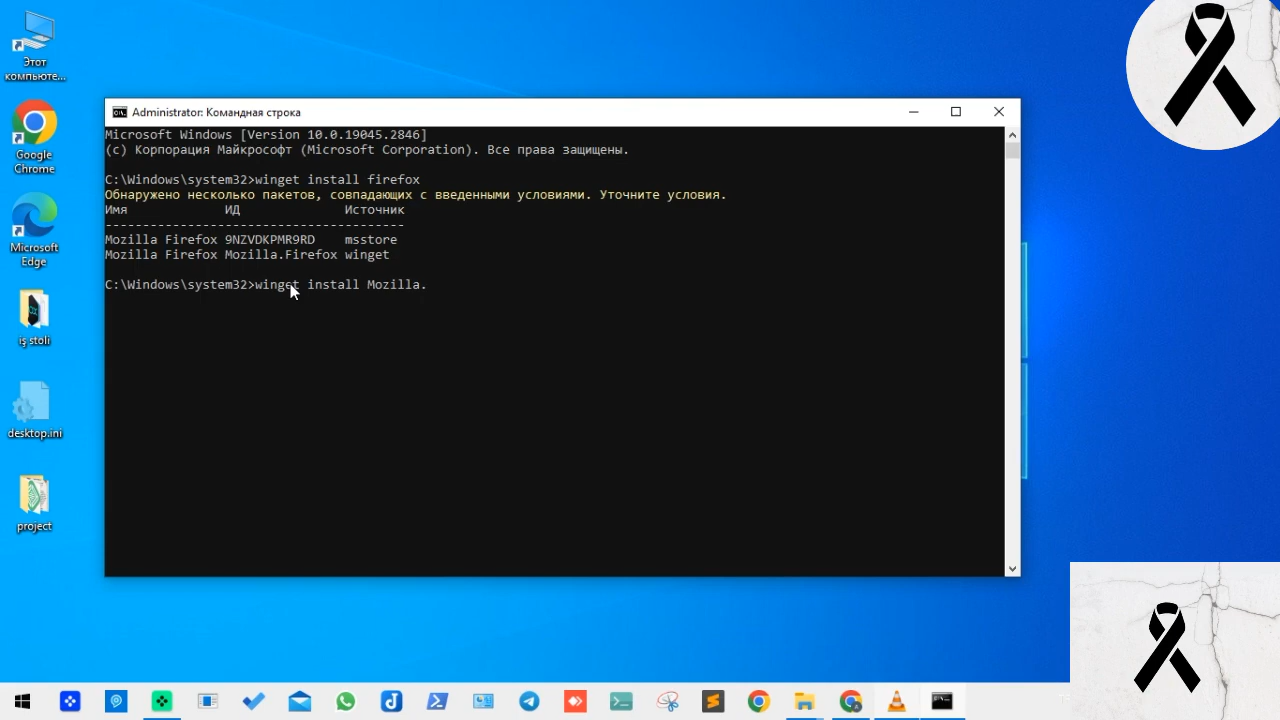 Этот
компьюте...
Google
Chrome
Microsoft
Edge
iş stoli
desktop.ini
project
Administrator: Командная строка
Microsoft Windows [Version 10.0.19045.2846]
(c) Корпорация Майкрософт (Microsoft Corporation). Все права защищены.
C:\Windows\system32>winget install firefox
Обнаружено несколько пакетов, совпадающих с введенными условиями. Уточните условия.
Имя ИД Источник
----------------------------------------
Mozilla Firefox 9NZVDKPMR9RD msstore
Mozilla Firefox Mozilla.Firefox winget
C:\Windows\system32>winget install Mozilla.